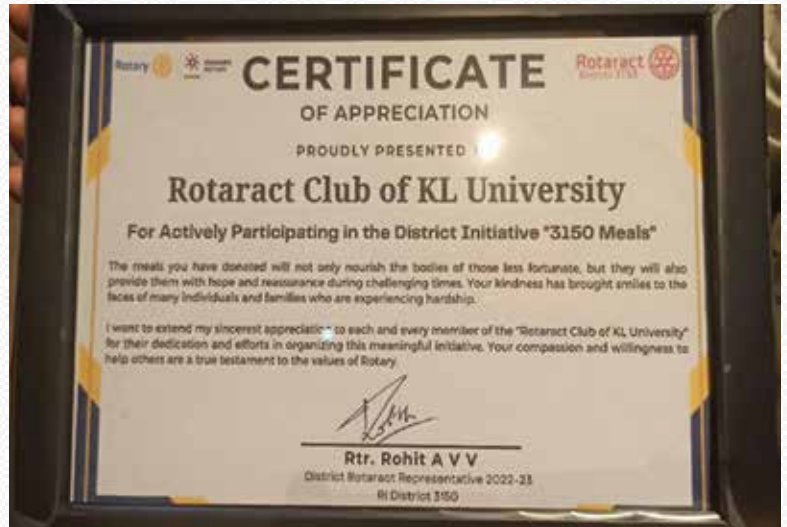 Rotary
CERTIFICATE
Rotaract
OF APPRECIATION
PROUDLY PRESENTED
Rotaract Club of KL University
For Actively Participating in the District Initiative "3150 Meals"
The meals you have donated will not only nourish the bodies of those less fortunate, but they will also
provide them with hope and reassurance during challenging times. Your kindness has brought smiles to the
faces of many individuals and families who are experiencing hardship.
I want to extend my sincerest appreciation to each and every member of the "Rotaract Club of KL University"
for their dedication and efforts in organizing this meaningful initiative. Your compassion and willingness to
help others are a true testament to the values of Rotary.
Rtr. Rohit A V V
District Rotaract Representative 2022-23
RI District 3150